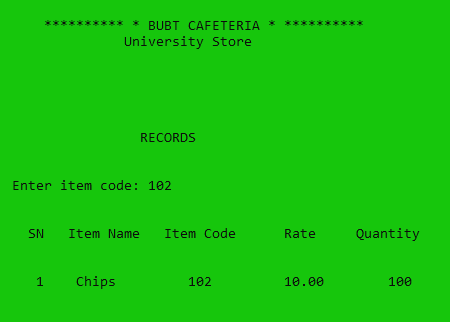 ********** * BUBT CAFETERIA * **********
University Store
RECORDS
Enter item code: 102
SN Item Name Item Code Rate Quantity
1 Chips 102 10.00 100